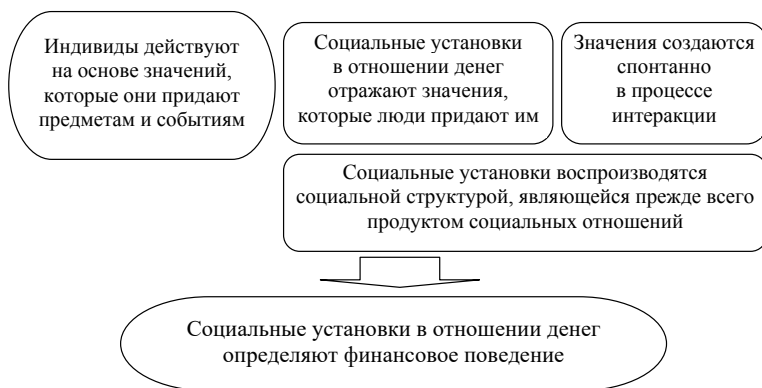 Индивиды действуют
на основе значений,
которые они придают
предметам и событиям
Социальные установки
в отношении денег
отражают значения,
которые люди придают им
Значения создаются
спонтанно
в процессе
интеракции
Социальные установки воспроизводятся
социальной структурой, являющейся прежде всего
продуктом социальных отношений
Социальные установки в отношении денег
определяют финансовое поведение